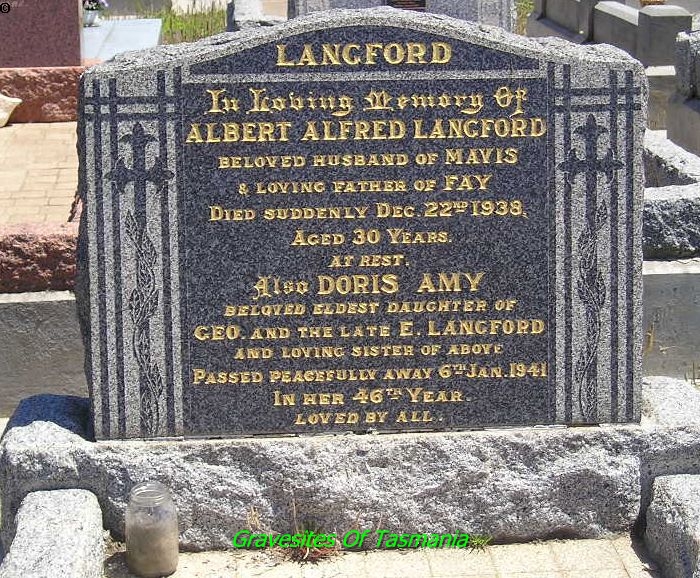 LANGFORD
In Loving Memory Of
ALBERT ALFRED LANGFORD
BELOVED HUSBAND OF MAVIS
& LOVING FATHER OF FAY
DIED SUDDENLY DEC. 22ND 1938.
AGED 30 YEARS.
AT REST.
Also DORIS AMY
BELOVED ELDEST DAUGHTER OF
GEO. AND THE LATE E. LANGFORD
AND LOVING SISTER OF ABOVE
PASSED PEACEFULLY AWAY 6TH JAN. 1941
IN HER 46TH YEAR.
LOVED BY ALL.
Gravesites Of Tasmania